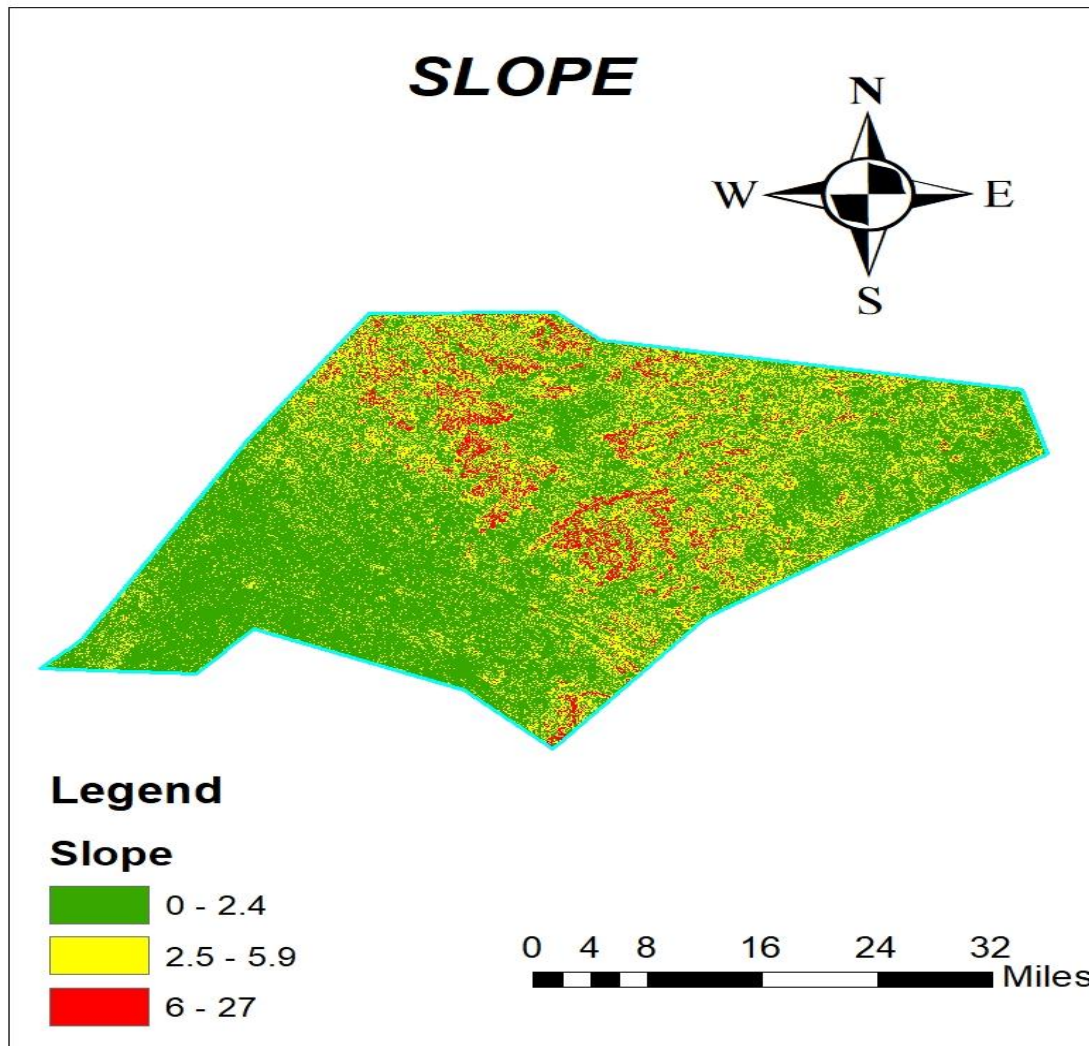 SLOPE
N
W E
S
Legend
Slope
0 - 2.4
2.5 - 5.9
6 - 27
0 4 8 16 24 32
Miles